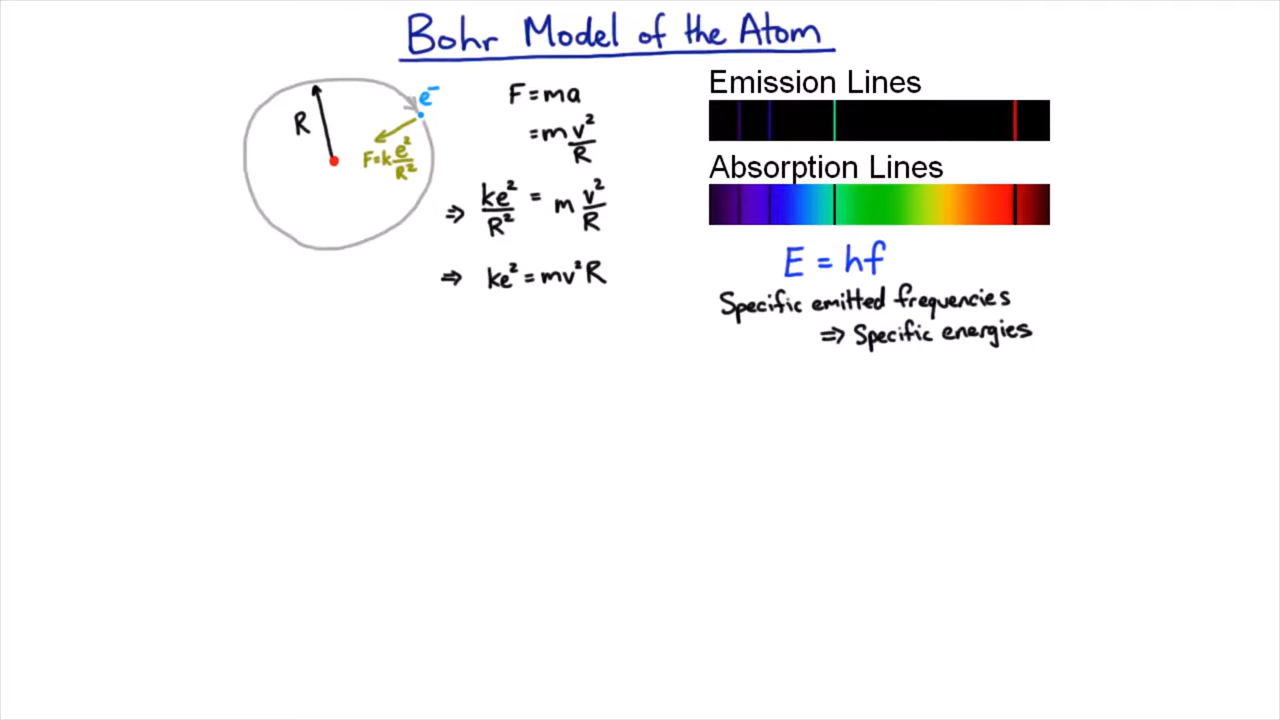 Bohr Model of the Atom
R
e⁻
F=k e²/R²
F=ma
=m v²/R
⇒ ke²/R² = m v²/R
⇒ ke²=mv²R
Emission Lines
Absorption Lines
E = hf
Specific emitted frequencies
⇒ Specific energies